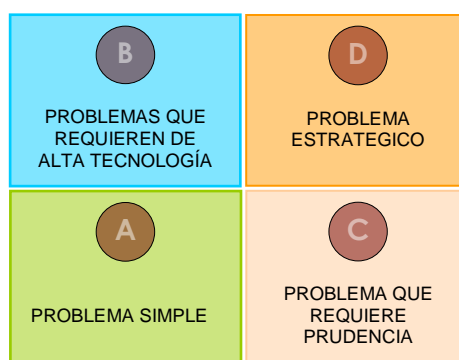 B
PROBLEMAS QUE
REQUIEREN DE
ALTA TECNOLOGÍA
D
PROBLEMA
ESTRATEGICO
A
PROBLEMA SIMPLE
C
PROBLEMA QUE
REQUIERE
PRUDENCIA